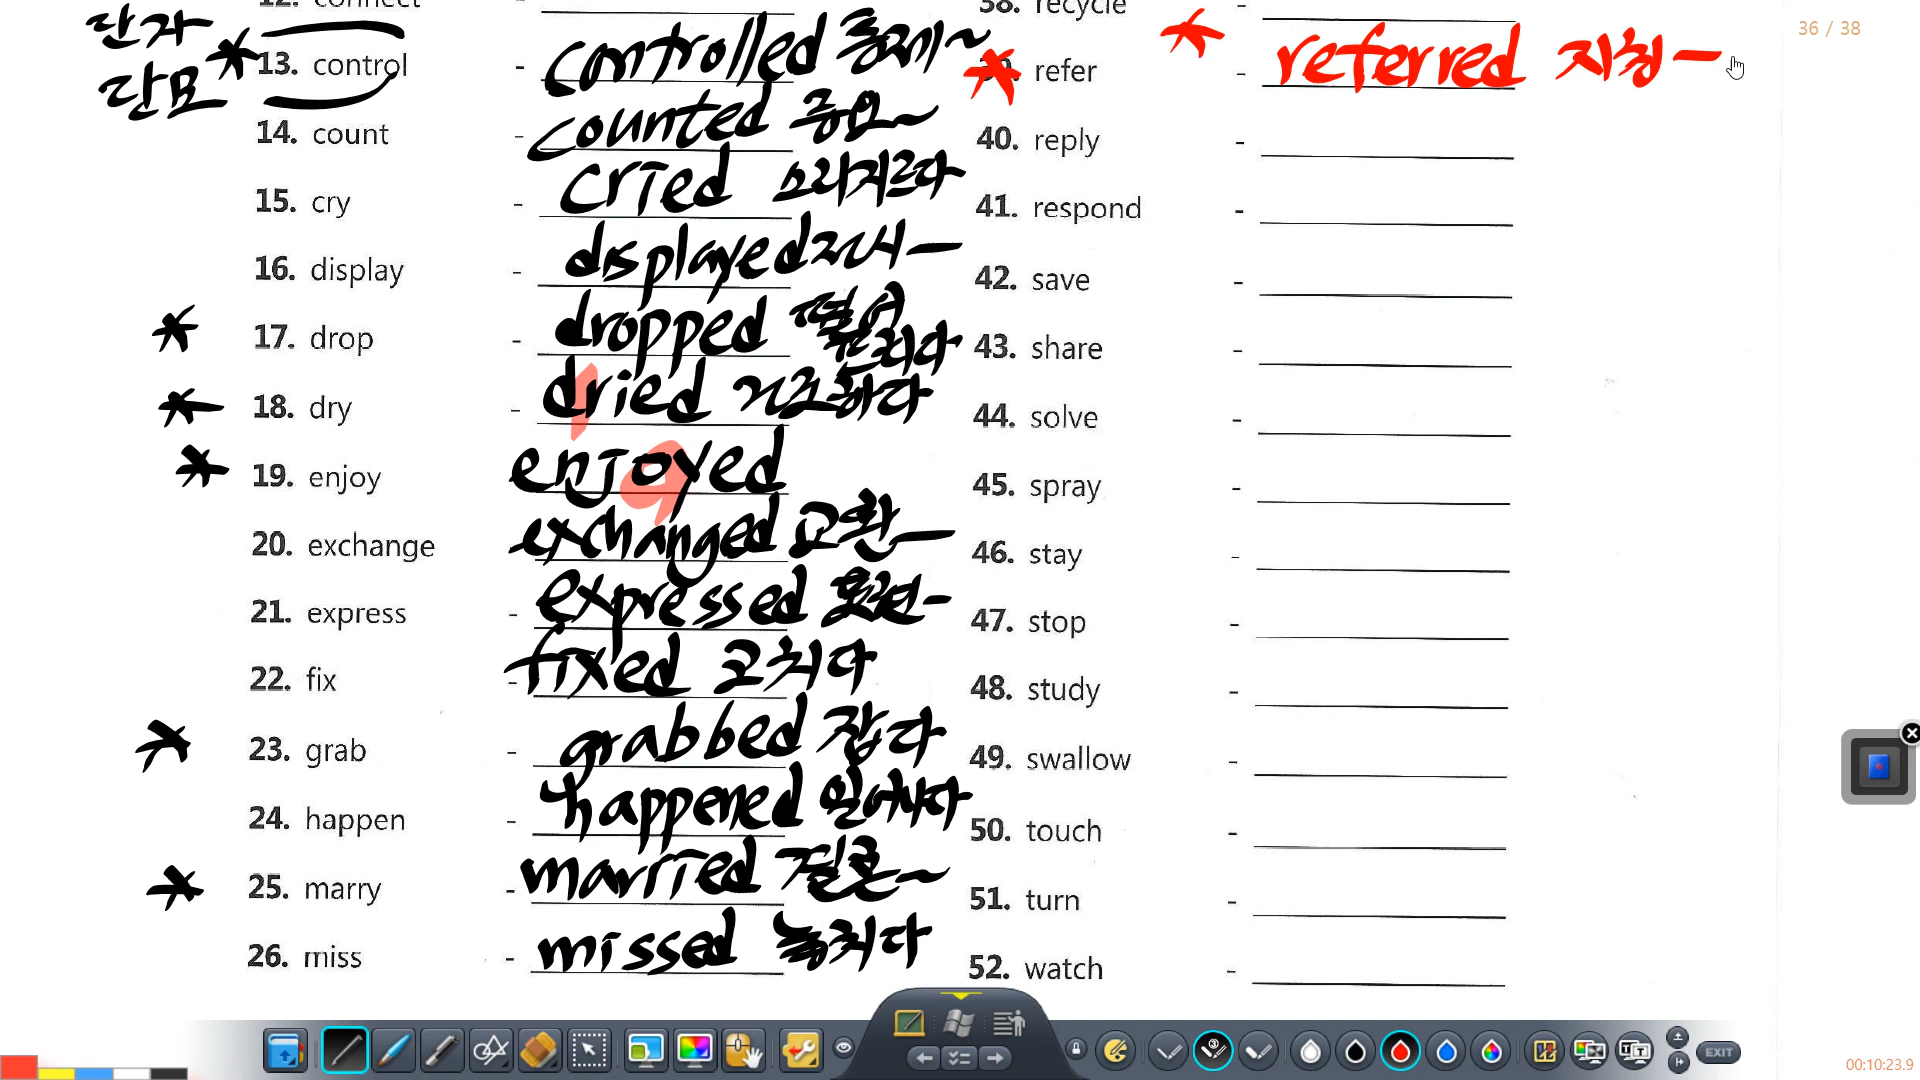 12. connect -
단자
단모
13. control - controlled 통제~
14. count - counted 중요~
15. cry - cried 소리지르다
16. display - displayed 과시—
17. drop - dropped 떨어뜨리다
18. dry - dried 건조하다
19. enjoy enjoyed
20. exchange exchanged 교환—
21. express - expressed 표현—
22. fix - fixed 고치다
23. grab - grabbed 잡다
24. happen - happened 일어나다
25. marry - married 결혼~
26. miss - missed 놓치다
38. recycle -
39. refer - referred 지칭—
40. reply -
41. respond -
42. save -
43. share -
44. solve -
45. spray -
46. stay -
47. stop -
48. study -
49. swallow -
50. touch -
51. turn -
52. watch -
36 / 38
EXIT
00:10:23.9